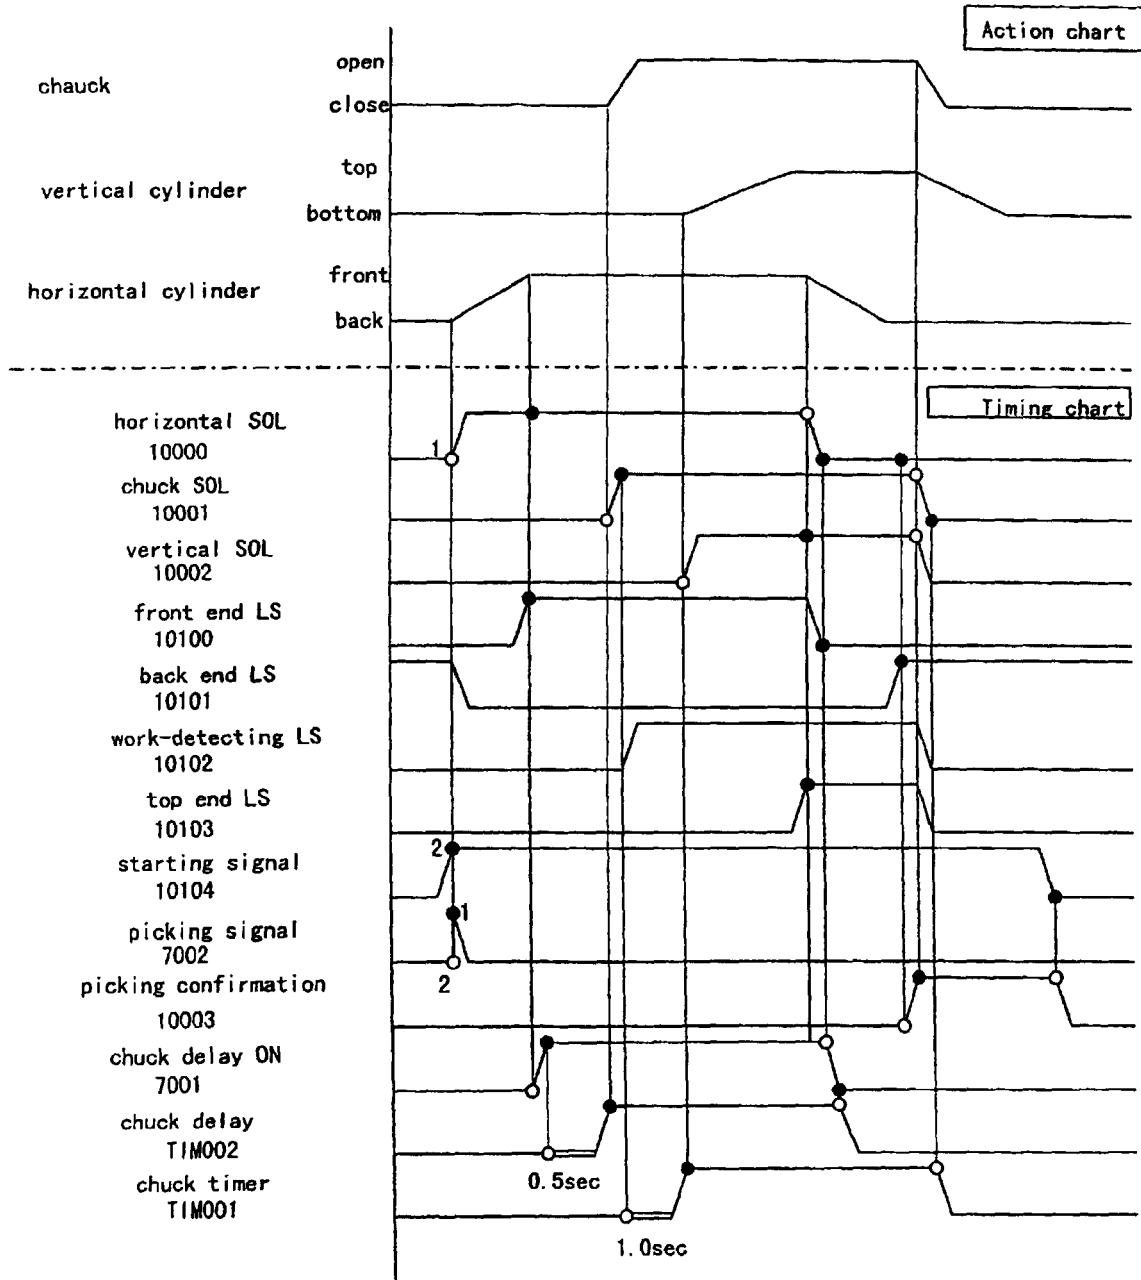 Action chart
open
chauck
close
top
vertical cylinder
bottom
front
horizontal cylinder
back
Timing chart
horizontal SOL
10000
1
chuck SOL
10001
vertical SOL
10002
front end LS
10100
back end LS
10101
work-detecting LS
10102
top end LS
10103
2
starting signal
10104
1
picking signal
7002
2
picking confirmation
10003
chuck delay ON
7001
chuck delay
TIM002
0.5sec
chuck timer
TIM001
1.0sec